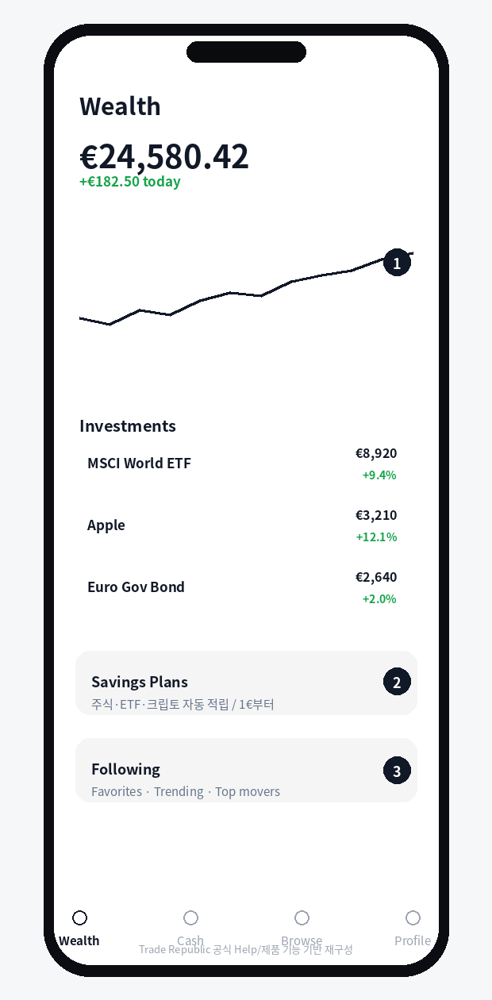 Wealth
€24,580.42
+€182.50 today
1
Investments
MSCI World ETF
€8,920
+9.4%
Apple
€3,210
+12.1%
Euro Gov Bond
€2,640
+2.0%
Savings Plans
2
주식·ETF·크립토 자동 적립 / 1€부터
Following
3
Favorites · Trending · Top movers
Wealth Cash Browse Profile
Trade Republic 공식 Help/제품 기능 기반 재구성